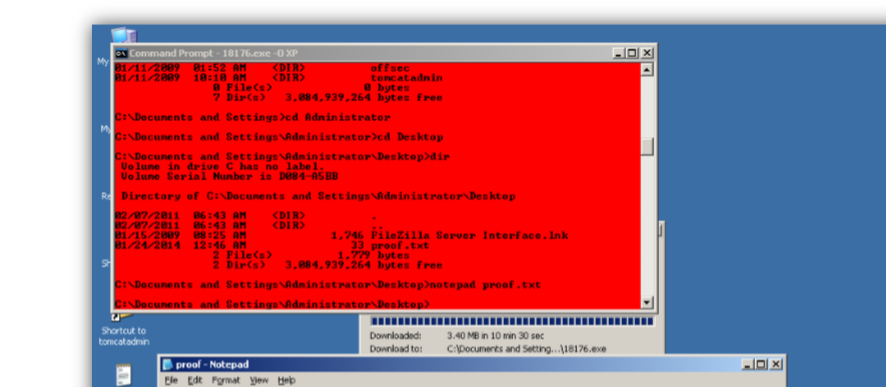 My
Command Prompt - 18176.exe -O XP
01/11/2009 01:52 AM <DIR> offsec
01/11/2009 10:10 AM <DIR> tomcatadmin
0 File(s) 0 bytes
7 Dir(s) 3,084,939,264 bytes free
C:\Documents and Settings>cd Administrator
My
C:\Documents and Settings\Administrator>cd Desktop
C:\Documents and Settings\Administrator\Desktop>dir
Volume in drive C has no label.
Volume Serial Number is D084-A5BB
Re
Directory of C:\Documents and Settings\Administrator\Desktop
02/07/2011 06:43 AM <DIR> .
02/07/2011 06:43 AM <DIR> ..
01/15/2009 08:25 AM 1,746 FileZilla Server Interface.lnk
01/24/2014 12:46 AM 33 proof.txt
2 File(s) 1,779 bytes
Sh
2 Dir(s) 3,084,939,264 bytes free
C:\Documents and Settings\Administrator\Desktop>notepad proof.txt
C:\Documents and Settings\Administrator\Desktop>
Shortcut to
tomcatadmin
Downloaded: 3.40 MB in 10 min 30 sec
Download to: C:\Documents and Setting...\18176.exe
proof - Notepad
File Edit Format View Help